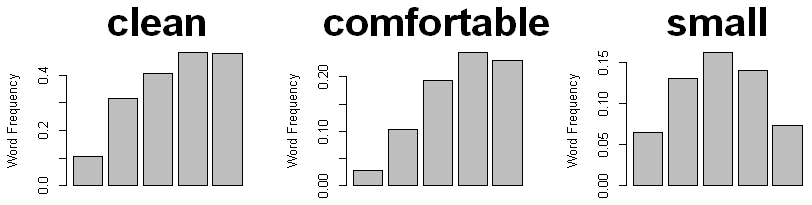 clean
Word Frequency
0.0 0.2 0.4
comfortable
Word Frequency
0.00 0.10 0.20
small
Word Frequency
0.00 0.05 0.10 0.15